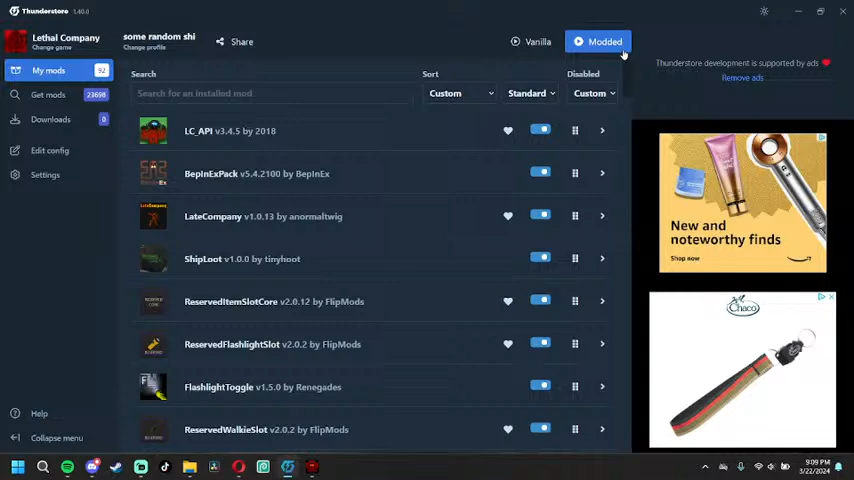 Thunderstore 1.40.0
Lethal Company
Change game
some random shi
Change profile
Share
Vanilla
Modded
My mods 92
Get mods 23698
Downloads 0
Edit config
Settings
Help
Collapse menu
Search
Search for an installed mod
Sort
Custom
Standard
Disabled
Custom
LC_API v3.4.5 by 2018
BepInExPack v5.4.2100 by BepInEx
LateCompany v1.0.13 by anormaltwig
ShipLoot v1.0.0 by tinyhoot
ReservedItemSlotCore v2.0.12 by FlipMods
ReservedFlashlightSlot v2.0.2 by FlipMods
FlashlightToggle v1.5.0 by Renegades
ReservedWalkieSlot v2.0.2 by FlipMods
Thunderstore development is supported by ads
Remove ads
New and
noteworthy finds
Shop now
Chaco
9:09 PM
3/22/2024